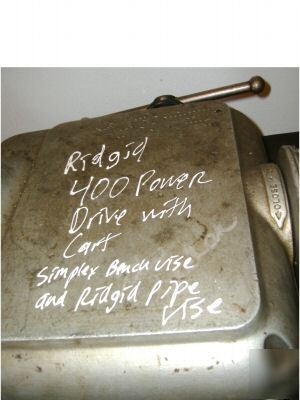 Ridgid
400 Power
Drive with
Cart
Simplex Bench vise
and Ridgid Pipe
Vise